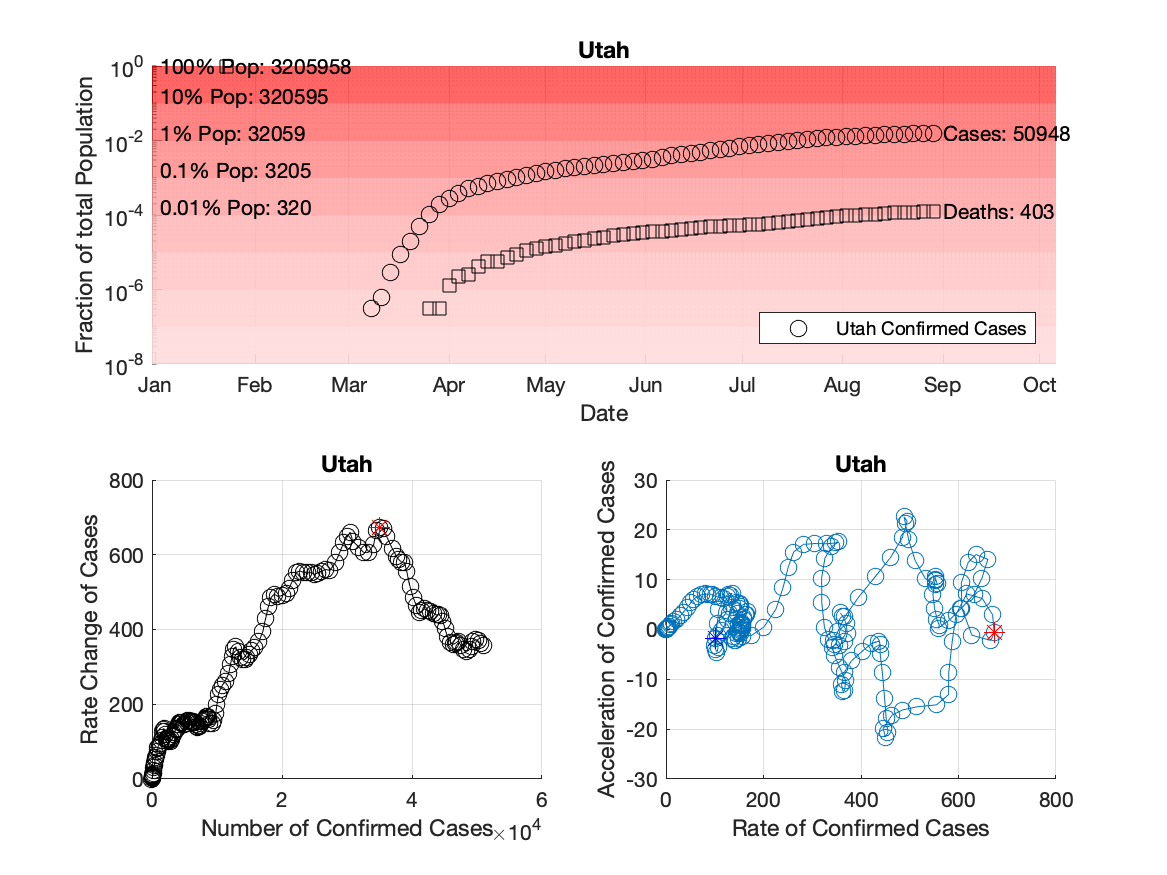 Utah
Fraction of total Population
10^0
10^-2
10^-4
10^-6
10^-8
100% Pop: 3205958
10% Pop: 320595
1% Pop: 32059
0.1% Pop: 3205
0.01% Pop: 320
Cases: 50948
Deaths: 403
Utah Confirmed Cases
Jan Feb Mar Apr May Jun Jul Aug Sep Oct
Date
Utah
Rate Change of Cases
800
600
400
200
0
0 2 4 6
Number of Confirmed Cases ×10^4
Utah
Acceleration of Confirmed Cases
30
20
10
0
-10
-20
-30
0 200 400 600 800
Rate of Confirmed Cases